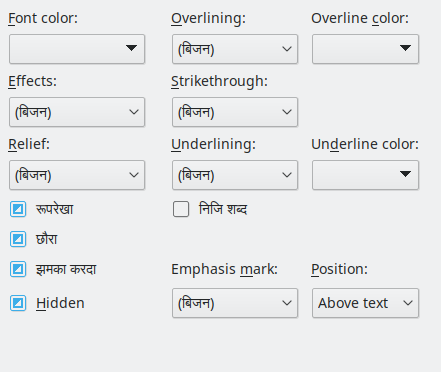 Font color: Overlining: Overline color:
(बिजन)
Effects: Strikethrough:
(बिजन) (बिजन)
Relief: Underlining: Underline color:
(बिजन) (बिजन)
रूपरेखा निजि शब्द
छौरा
झमका करदा Emphasis mark: Position:
Hidden (बिजन) Above text